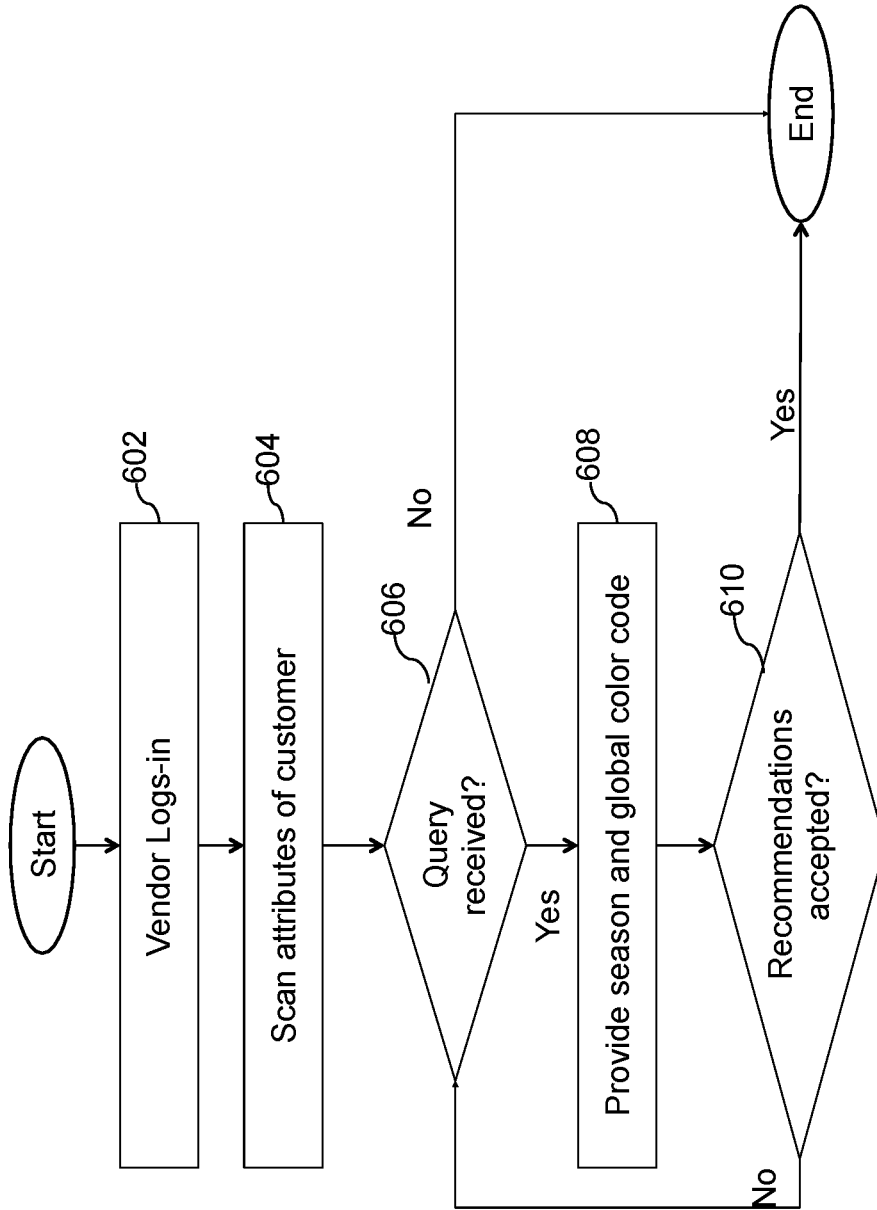 Start
Vendor Logs-in
602
Scan attributes of customer
604
Query
received?
606
No
Yes
Provide season and global color code
608
Recommendations
accepted?
610
Yes
No
End